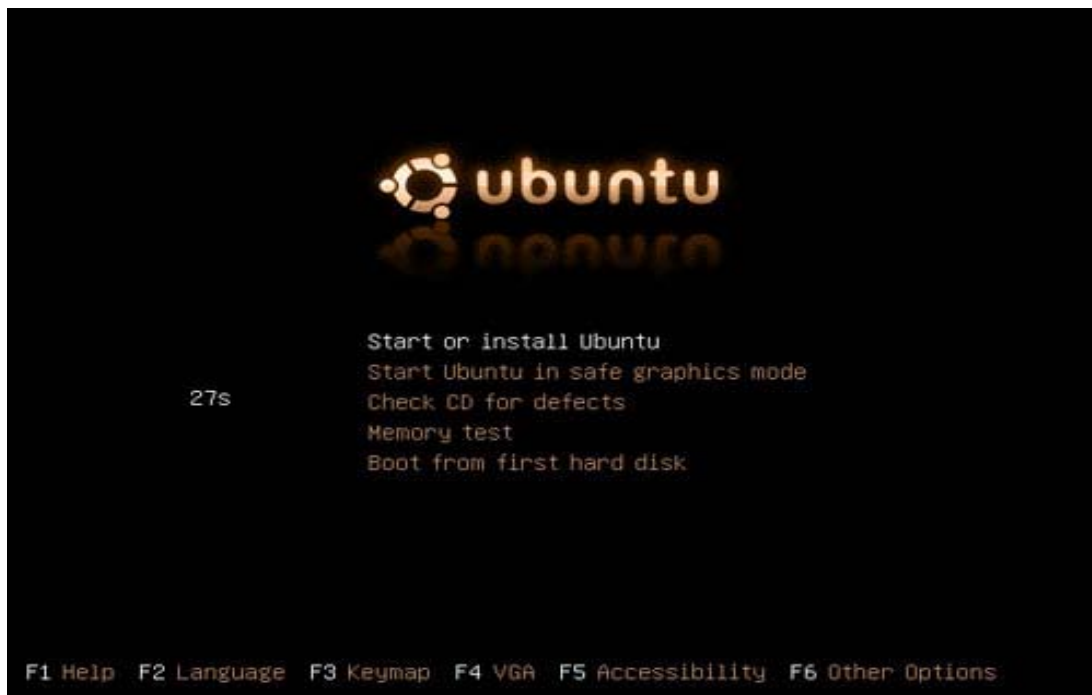 ubuntu
Start or install Ubuntu
Start Ubuntu in safe graphics mode
27s
Check CD for defects
Memory test
Boot from first hard disk
F1 Help F2 Language F3 Keymap F4 VGA F5 Accessibility F6 Other Options